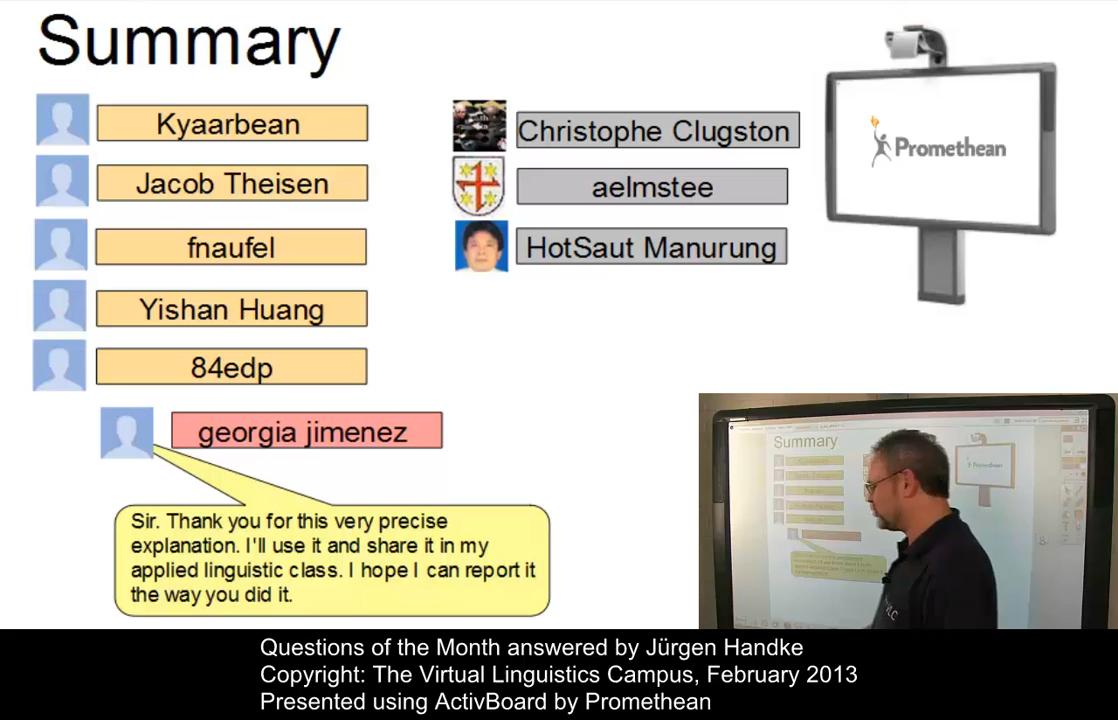 Summary
Kyaarbean
Jacob Theisen
fnaufel
Yishan Huang
84edp
georgia jimenez
Sir. Thank you for this very precise
explanation. I'll use it and share it in my
applied linguistic class. I hope I can report it
the way you did it.
Christophe Clugston
aelmstee
HotSaut Manurung
Promethean
Summary
Promethean
VLC
Questions of the Month answered by Jürgen Handke
Copyright: The Virtual Linguistics Campus, February 2013
Presented using ActivBoard by Promethean